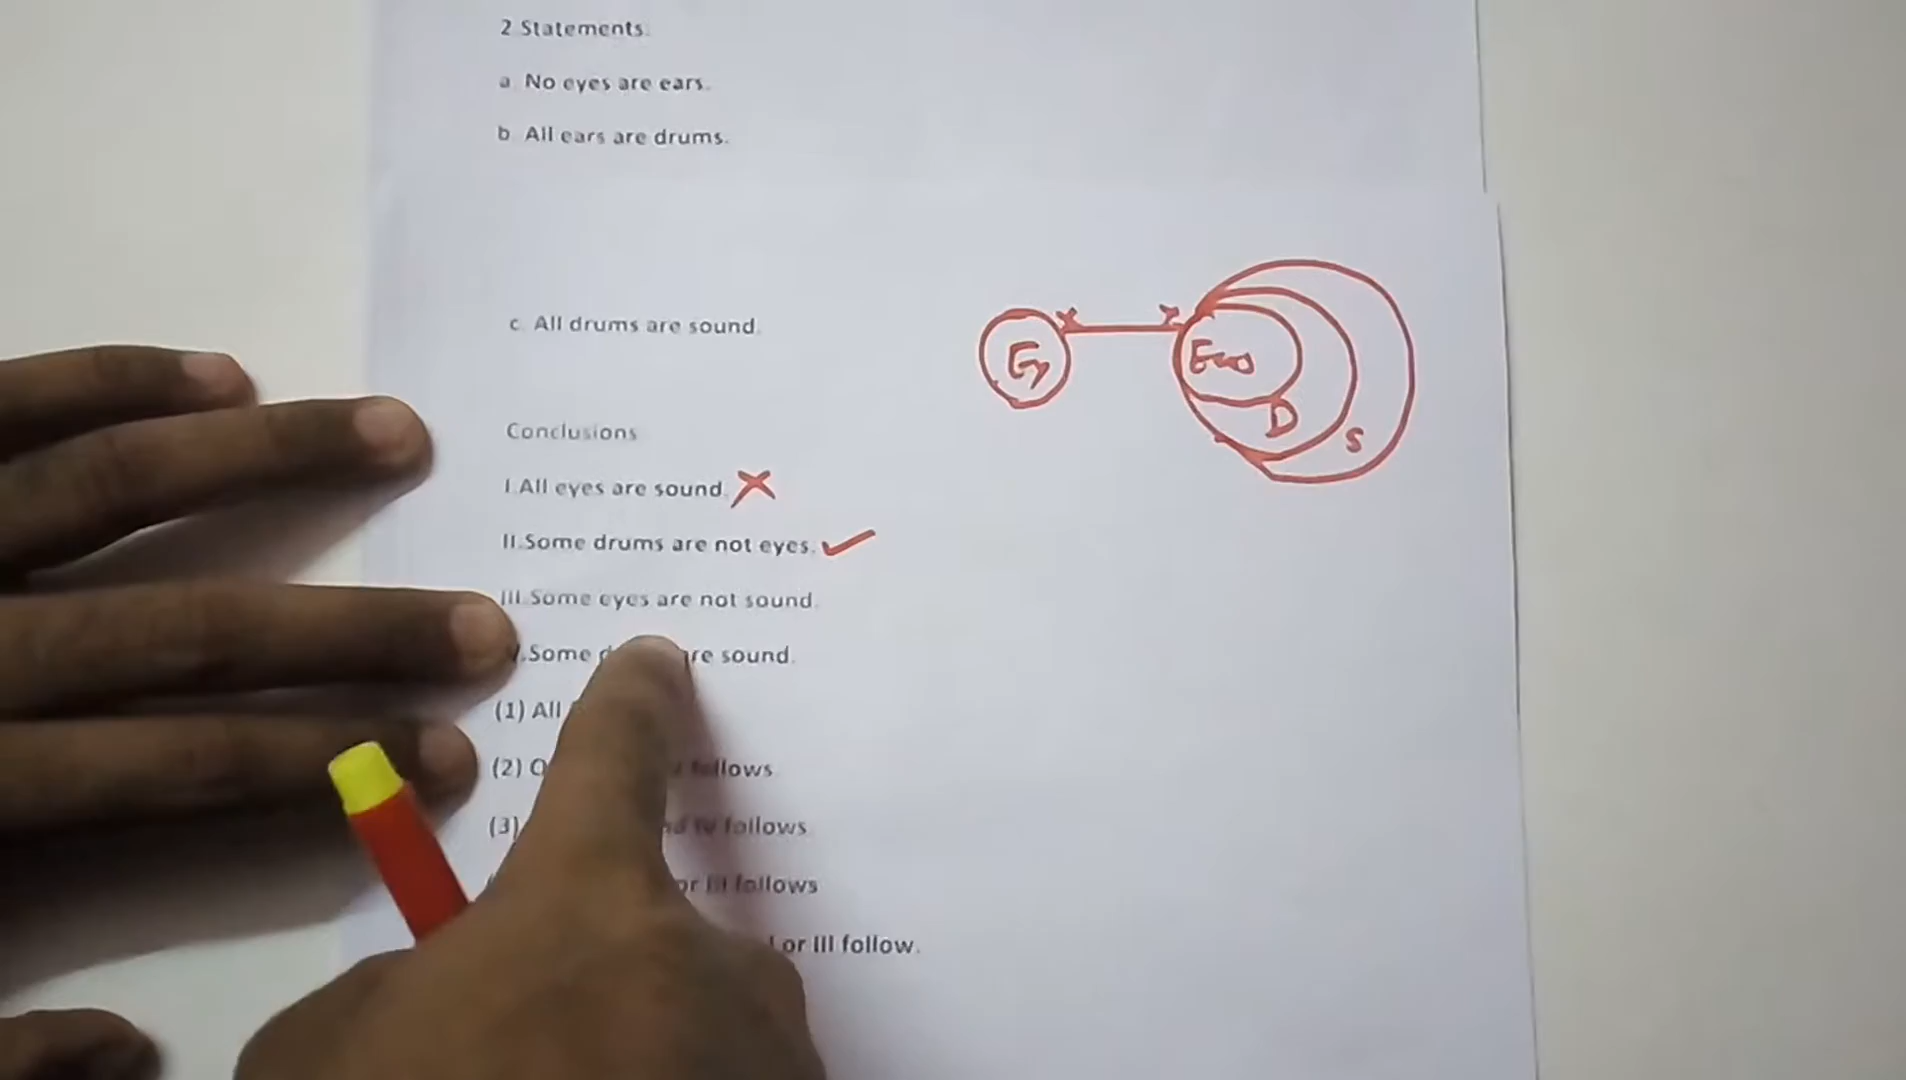 2 Statements.
a. No eyes are ears.
b. All ears are drums.
c. All drums are sound.
Ey
Ears
D
S
Conclusions
I.All eyes are sound.
II.Some drums are not eyes.
III.Some eyes are not sound.
.Some are sound.
(1) All
(2) follows
(3) IV follows
or III follows
or III follow.